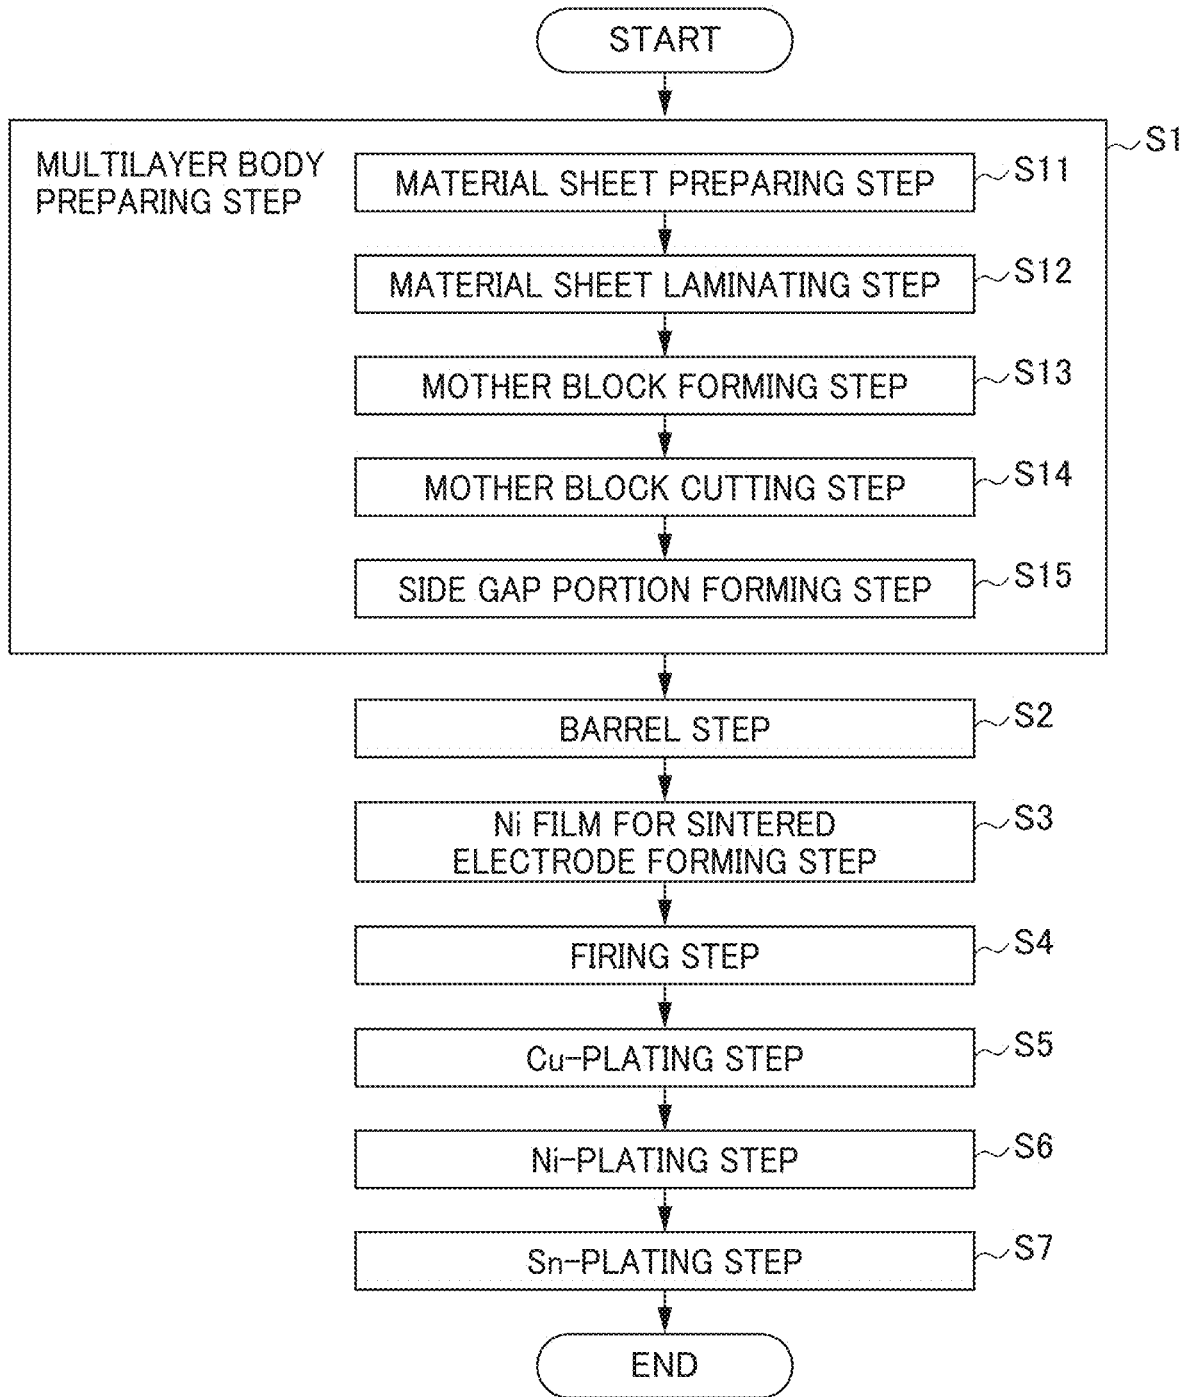 START
S1
MULTILAYER BODY
PREPARING STEP
MATERIAL SHEET PREPARING STEP
S11
MATERIAL SHEET LAMINATING STEP
S12
MOTHER BLOCK FORMING STEP
S13
MOTHER BLOCK CUTTING STEP
S14
SIDE GAP PORTION FORMING STEP
S15
BARREL STEP
S2
Ni FILM FOR SINTERED
ELECTRODE FORMING STEP
S3
FIRING STEP
S4
Cu-PLATING STEP
S5
Ni-PLATING STEP
S6
Sn-PLATING STEP
S7
END